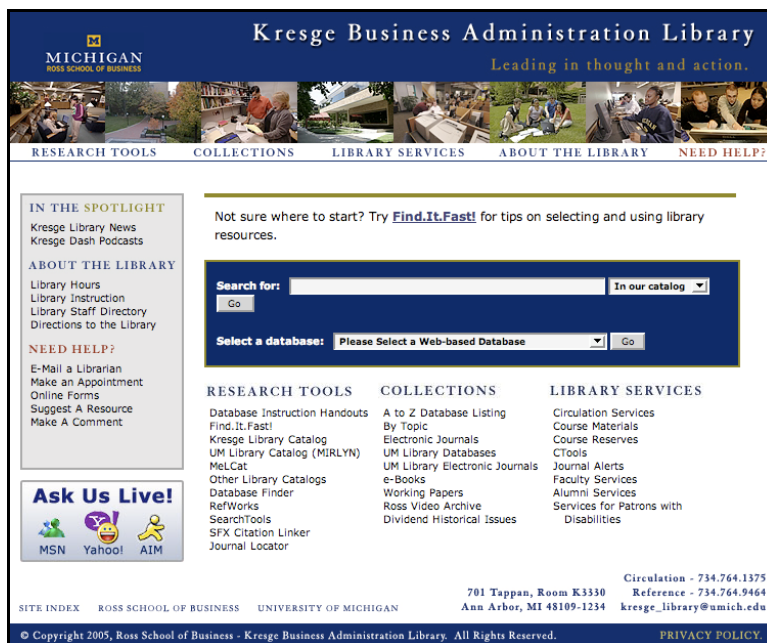 Kresge Business Administration Library
M
MICHIGAN
ROSS SCHOOL OF BUSINESS
Leading in thought and action.
RESEARCH TOOLS COLLECTIONS LIBRARY SERVICES ABOUT THE LIBRARY NEED HELP?
IN THE SPOTLIGHT
Kresge Library News
Kresge Dash Podcasts
ABOUT THE LIBRARY
Library Hours
Library Instruction
Library Staff Directory
Directions to the Library
NEED HELP?
E-Mail a Librarian
Make an Appointment
Online Forms
Suggest A Resource
Make A Comment
Ask Us Live!
MSN Yahoo! AIM
Not sure where to start? Try Find.It.Fast! for tips on selecting and using library
resources.
Search for: In our catalog
Go
Select a database: Please Select a Web-based Database Go
RESEARCH TOOLS
Database Instruction Handouts
Find.It.Fast!
Kresge Library Catalog
UM Library Catalog (MIRLYN)
MeLCat
Other Library Catalogs
Database Finder
RefWorks
SearchTools
SFX Citation Linker
Journal Locator
COLLECTIONS
A to Z Database Listing
By Topic
Electronic Journals
UM Library Databases
UM Library Electronic Journals
e-Books
Working Papers
Ross Video Archive
Dividend Historical Issues
LIBRARY SERVICES
Circulation Services
Course Materials
Course Reserves
CTools
Journal Alerts
Faculty Services
Alumni Services
Services for Patrons with
Disabilities
SITE INDEX ROSS SCHOOL OF BUSINESS UNIVERSITY OF MICHIGAN
701 Tappan, Room K3330
Ann Arbor, MI 48109-1234
Circulation - 734.764.1375
Reference - 734.764.9464
kresge_library@umich.edu
© Copyright 2005, Ross School of Business - Kresge Business Administration Library. All Rights Reserved. PRIVACY POLICY.